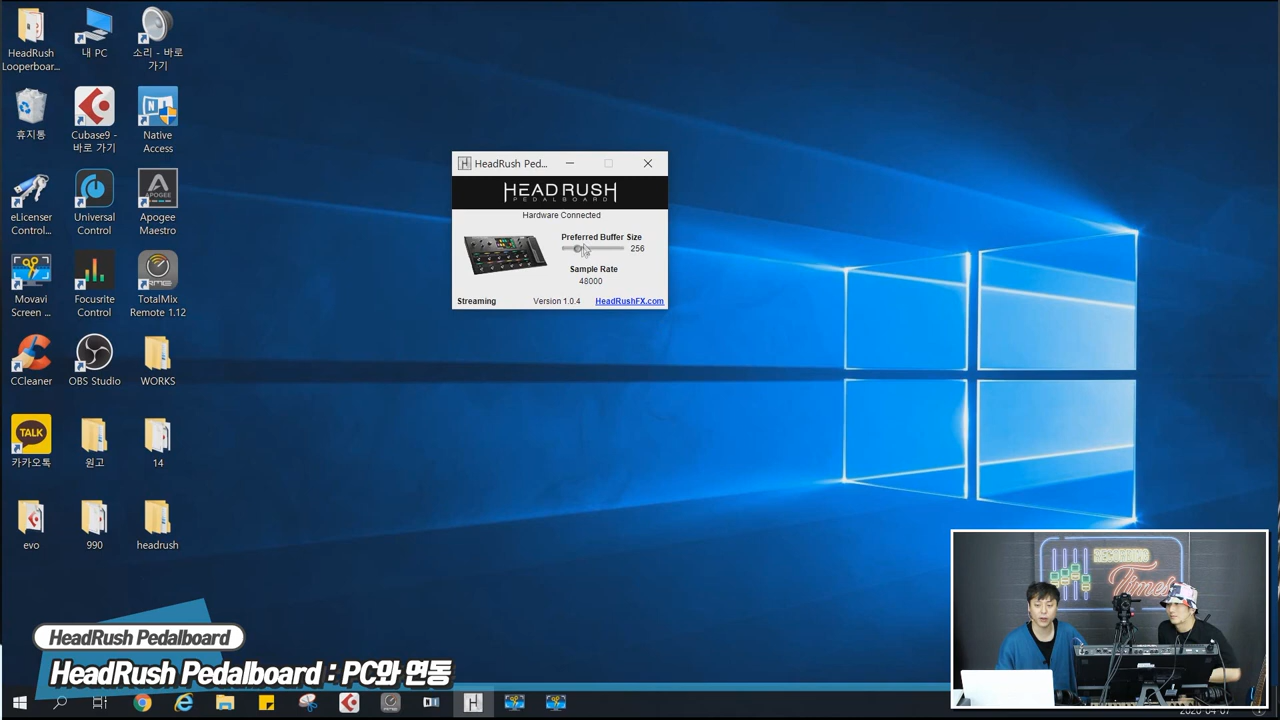 HeadRush
Looperboar...
내 PC
소리 - 바로
가기
휴지통
Cubase9 -
바로 가기
Native
Access
eLicenser
Control...
Universal
Control
Apogee
Maestro
APOGEE
Movavi
Screen ...
Focusrite
Control
TotalMix
Remote 1.12
CCleaner
OBS Studio
WORKS
TALK
카카오톡
원고
14
evo
990
headrush
HeadRush Ped...
HEADRUSH
PEDALBOARD
Hardware Connected
Preferred Buffer Size
256
Sample Rate
48000
Streaming
Version 1.0.4
HeadRushFX.com
RECORDING
Times
HeadRush Pedalboard
HeadRush Pedalboard : PC와 연동